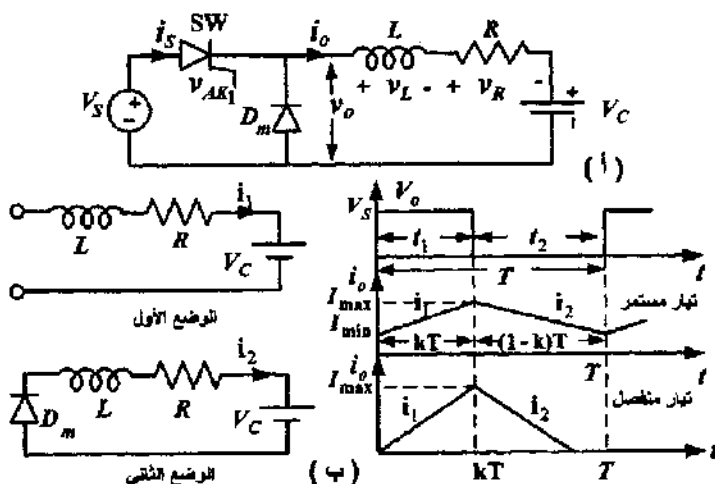 i_S SW i_o L R
V_S + - v_AK1 D_m v_o + v_L - + v_R - + V_C
(أ)
i_1
L R V_C
الوضع الأول
i_2
D_m L R V_C
الوضع الثاني
(ب)
V_S V_o
t_1 t_2
T t
i_o
I_max i_1 i_2 تيار مستمر
I_min
kT (1 - k)T
T t
i_o
I_max i_1 i_2 تيار منفصل
kT T t